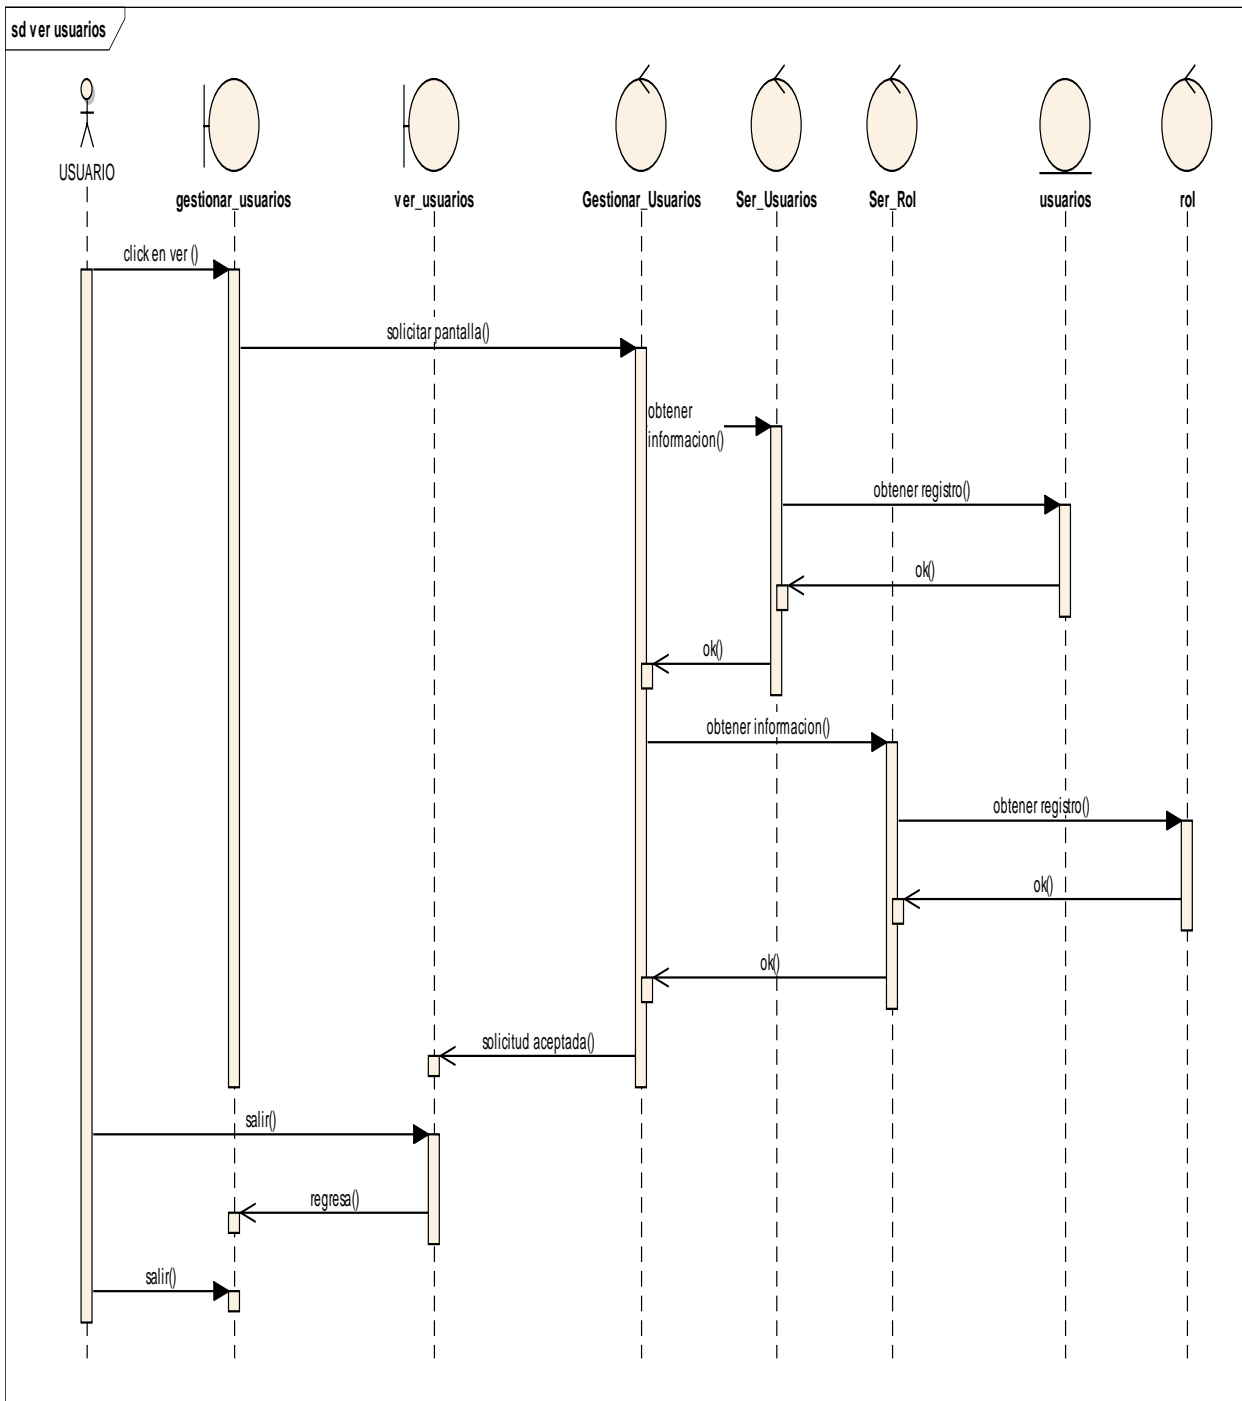 sd ver usuarios
USUARIO
gestionar_usuarios
ver_usuarios
Gestionar_Usuarios
Ser_Usuarios
Ser_Rol
usuarios
rol
click en ver ()
solicitar pantalla()
obtener
informacion()
obtener registro()
ok()
ok()
obtener informacion()
obtener registro()
ok()
ok()
solicitud aceptada()
salir()
regresa()
salir()